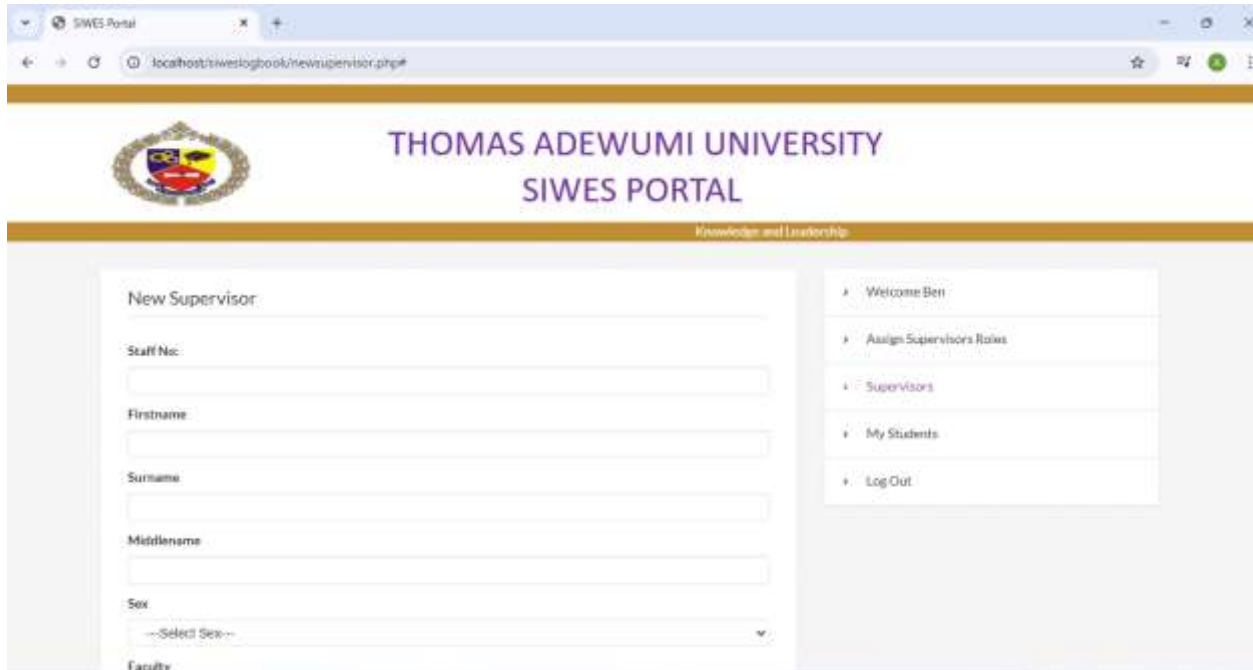 SIWES Portal
localhost/siweslogbook/newsupervisor.php#
THOMAS ADEWUMI UNIVERSITY
SIWES PORTAL
Knowledge and Leadership
New Supervisor
Staff No:
Firstname
Surname
Middlename
Sex
---Select Sex---
Faculty
Welcome Ben
Assign Supervisors Roles
Supervisors
My Students
Log Out